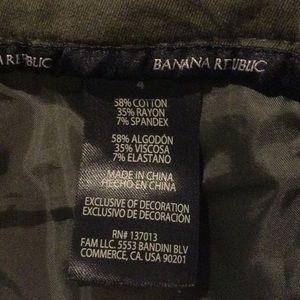 A REPUBLIC BANANA REPUBLIC
4
58% COTTON
35% RAYON
7% SPANDEX
58% ALGODÓN
35% VISCOSA
7% ELASTANO
MADE IN CHINA
HECHO EN CHINA
EXCLUSIVE OF DECORATION
EXCLUSIVO DE DECORACIÓN
RN# 137013
FAM LLC. 5553 BANDINI BLV
COMMERCE, CA. USA 90201